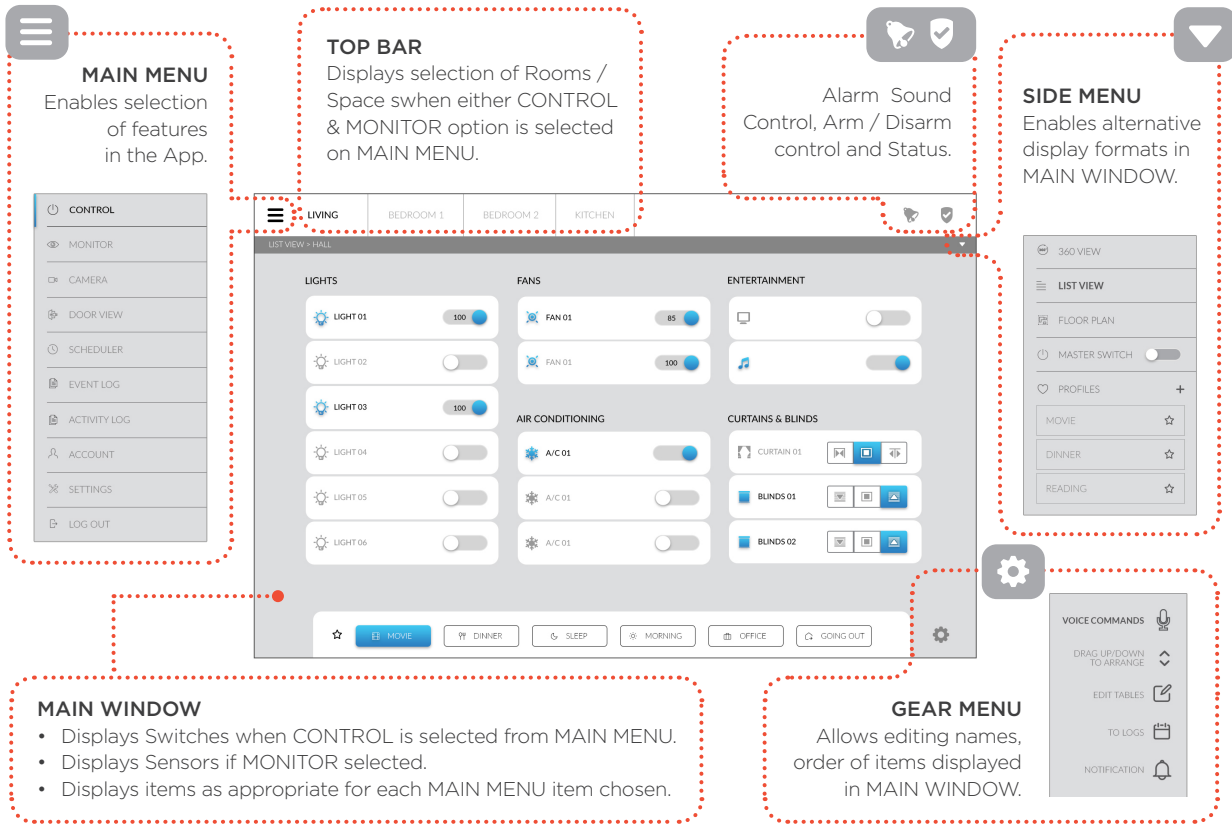 MAIN MENU
Enables selection
of features
in the App.
TOP BAR
Displays selection of Rooms /
Space swhen either CONTROL
& MONITOR option is selected
on MAIN MENU.
Alarm Sound
Control, Arm / Disarm
control and Status.
SIDE MENU
Enables alternative
display formats in
MAIN WINDOW.
CONTROL
MONITOR
CAMERA
DOOR VIEW
SCHEDULER
EVENT LOG
ACTIVITY LOG
ACCOUNT
SETTINGS
LOG OUT
LIVING BEDROOM 1 BEDROOM 2 KITCHEN
LIST VIEW > HALL
LIGHTS
LIGHT 01 100
LIGHT 02
LIGHT 03 100
LIGHT 04
LIGHT 05
LIGHT 06
FANS
FAN 01 85
FAN 01 100
AIR CONDITIONING
A/C 01
A/C 01
A/C 01
ENTERTAINMENT
CURTAINS & BLINDS
CURTAIN 01
BLINDS 01
BLINDS 02
MOVIE DINNER SLEEP MORNING OFFICE GOING OUT
360 VIEW
LIST VIEW
FLOOR PLAN
MASTER SWITCH
PROFILES +
MOVIE
DINNER
READING
MAIN WINDOW
• Displays Switches when CONTROL is selected from MAIN MENU.
• Displays Sensors if MONITOR selected.
• Displays items as appropriate for each MAIN MENU item chosen.
GEAR MENU
Allows editing names,
order of items displayed
in MAIN WINDOW.
VOICE COMMANDS
DRAG UP/DOWN
TO ARRANGE
EDIT TABLES
TO LOGS
NOTIFICATION